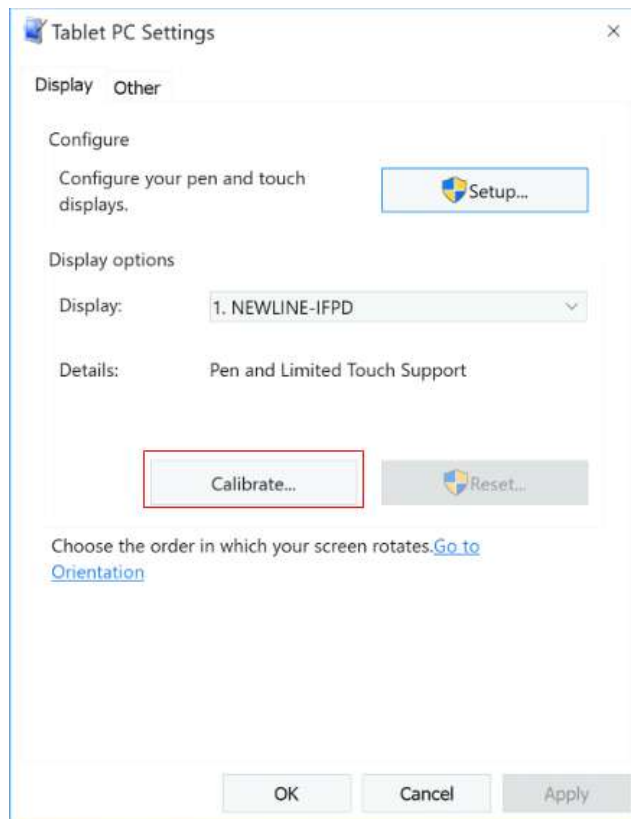 Tablet PC Settings
Display
Other
Configure
Configure your pen and touch
displays.
Setup...
Display options
Display:
1. NEWLINE-IFPD
Details:
Pen and Limited Touch Support
Calibrate...
Reset...
Choose the order in which your screen rotates.Go to
Orientation
OK
Cancel
Apply